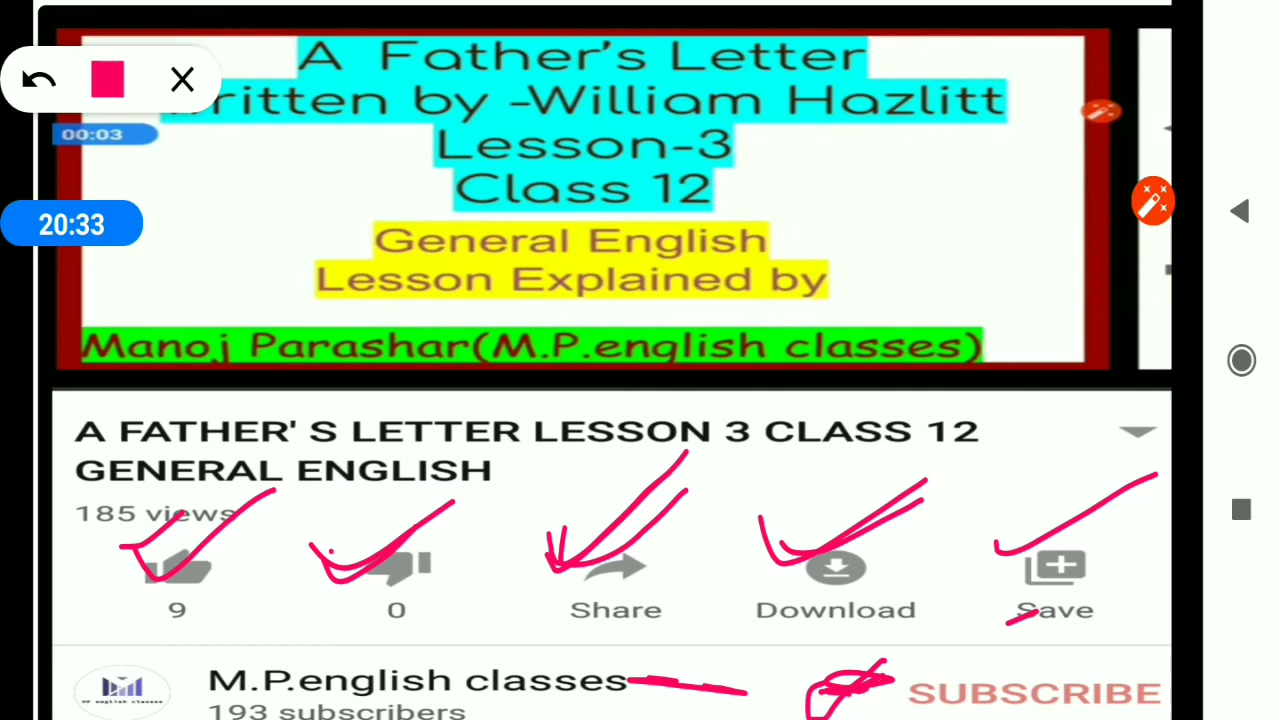 A Father's Letter
written by -William Hazlitt
00:03
Lesson-3
Class 12
20:33
General English
Lesson Explained by
Manoj Parashar(M.P.english classes)
A FATHER' S LETTER LESSON 3 CLASS 12
GENERAL ENGLISH
185 views
9 0 Share Download Save
M.P.english classes
SUBSCRIBE
193 subscribers